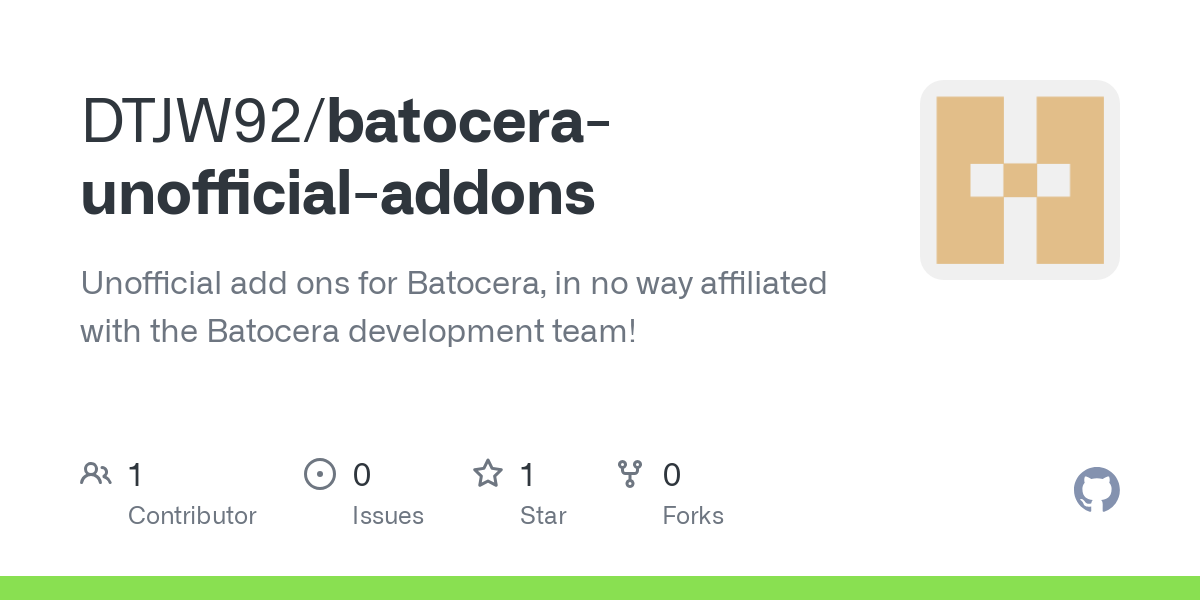 DTJW92/batocera-
unofficial-addons
Unofficial add ons for Batocera, in no way affiliated
with the Batocera development team!
1 0 1 0
Contributor Issues Star Forks